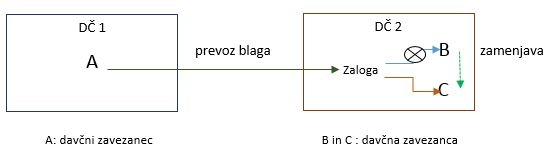 DČ 1
DČ 2
A
prevoz blaga
Zaloga
B
C
zamenjava
A: davčni zavezanec
B in C : davčna zavezanca